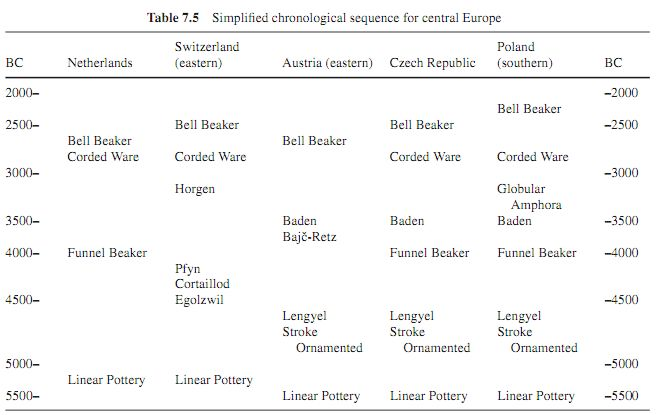 Table 7.5 Simplified chronological sequence for central Europe
Switzerland Poland
BC Netherlands (eastern) Austria (eastern) Czech Republic (southern) BC
2000– –2000
Bell Beaker
2500– Bell Beaker Bell Beaker –2500
Bell Beaker Bell Beaker
Corded Ware Corded Ware Corded Ware Corded Ware
3000– –3000
Horgen Globular
Amphora
3500– Baden Baden Baden –3500
Bajč-Retz
4000– Funnel Beaker Funnel Beaker Funnel Beaker –4000
Pfyn
Cortaillod
4500– Egolzwil –4500
Lengyel Lengyel Lengyel
Stroke Stroke Stroke
Ornamented Ornamented Ornamented
5000– –5000
Linear Pottery Linear Pottery
5500– Linear Pottery Linear Pottery Linear Pottery –5500